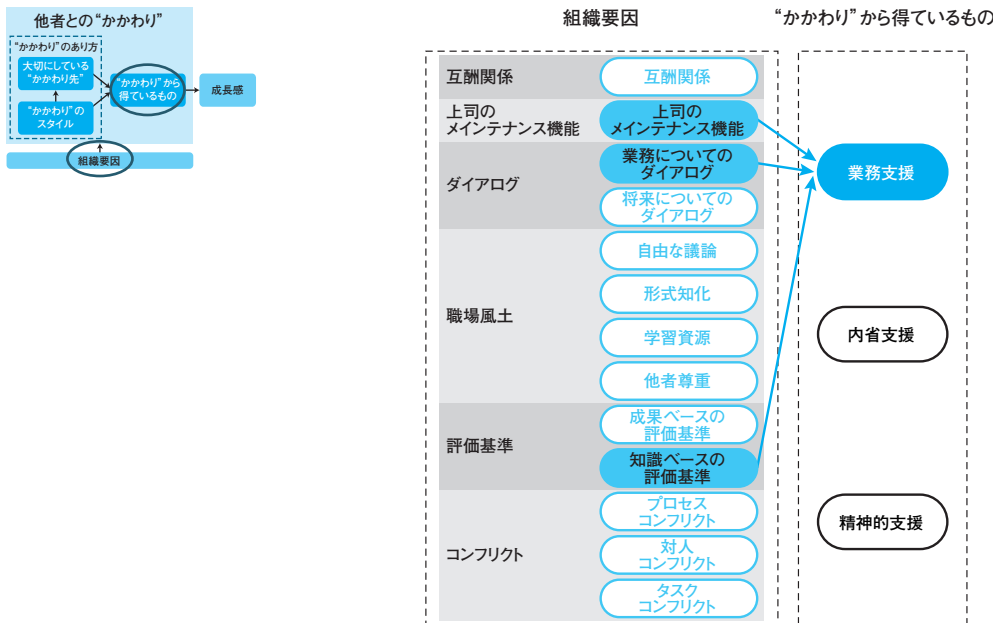 他者との“かかわり”
“かかわり”のあり方
大切にしている
“かかわり先”
“かかわり”の
スタイル
“かかわり”から
得ているもの
成長感
組織要因
組織要因
“かかわり”から得ているもの
互酬関係
互酬関係
上司の
メインテナンス機能
上司の
メインテナンス機能
ダイアログ
業務についての
ダイアログ
将来についての
ダイアログ
職場風土
自由な議論
形式知化
学習資源
他者尊重
評価基準
成果ベースの
評価基準
知識ベースの
評価基準
コンフリクト
プロセス
コンフリクト
対人
コンフリクト
タスク
コンフリクト
業務支援
内省支援
精神的支援